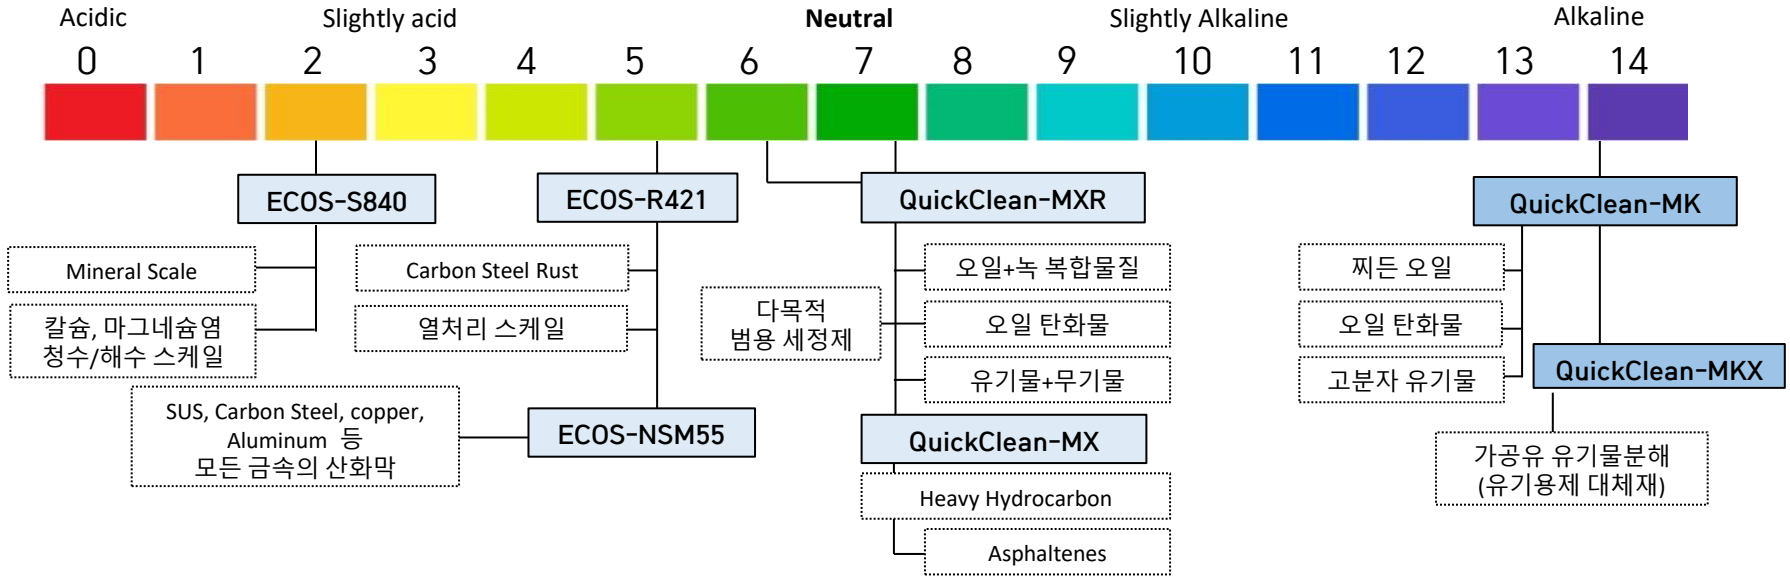 Acidic Slightly acid Neutral Slightly Alkaline Alkaline
0 1 2 3 4 5 6 7 8 9 10 11 12 13 14
ECOS-S840
Mineral Scale
칼슘, 마그네슘염
청수/해수 스케일
ECOS-R421
Carbon Steel Rust
열처리 스케일
ECOS-NSM55
SUS, Carbon Steel, copper,
Aluminum 등
모든 금속의 산화막
QuickClean-MXR
오일+녹 복합물질
다목적
범용 세정제
오일 탄화물
유기물+무기물
QuickClean-MX
Heavy Hydrocarbon
Asphaltenes
QuickClean-MK
찌든 오일
오일 탄화물
고분자 유기물
QuickClean-MKX
가공유 유기물분해
(유기용제 대체재)